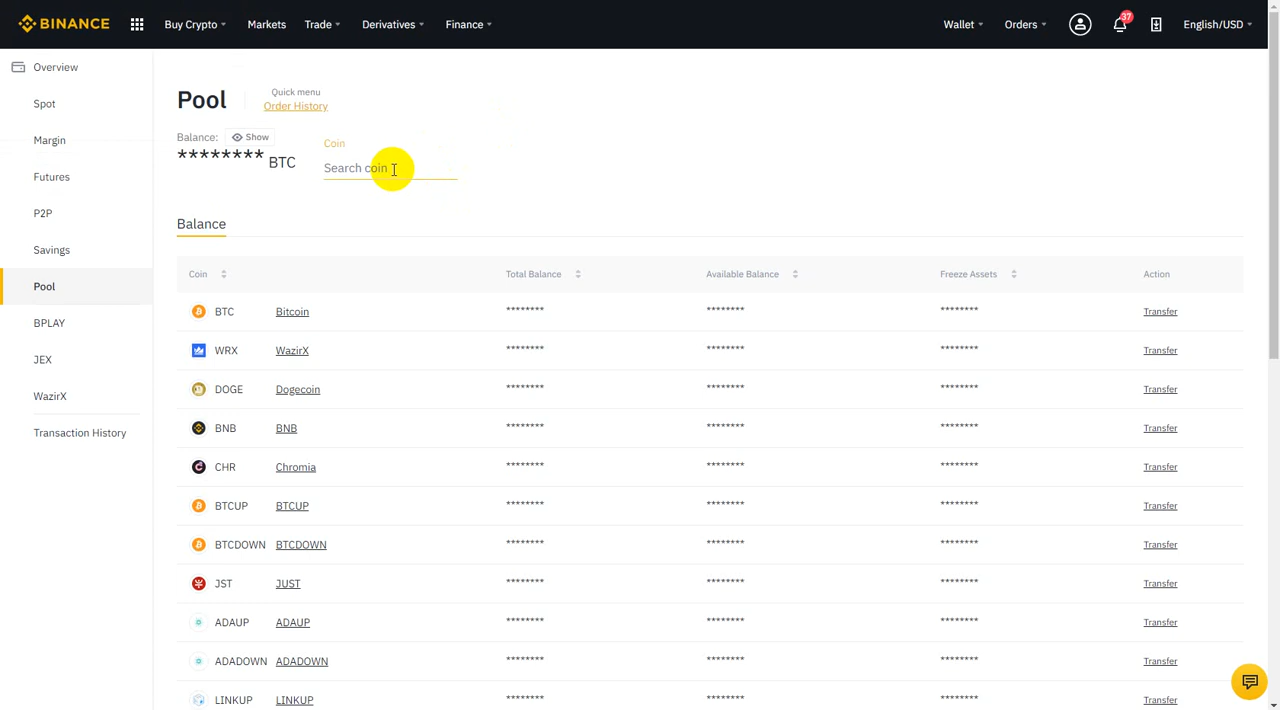 BINANCE Buy Crypto Markets Trade Derivatives Finance Wallet Orders 37 English/USD
Overview
Spot
Margin
Futures
P2P
Savings
Pool
BPLAY
JEX
WazirX
Transaction History
Pool
Quick menu
Order History
Balance: Show
******** BTC
Coin
Search coin
Balance
Coin Total Balance Available Balance Freeze Assets Action
BTC Bitcoin ******** ******** ******** Transfer
WRX WazirX ******** ******** ******** Transfer
DOGE Dogecoin ******** ******** ******** Transfer
BNB BNB ******** ******** ******** Transfer
CHR Chromia ******** ******** ******** Transfer
BTCUP BTCUP ******** ******** ******** Transfer
BTCDOWN BTCDOWN ******** ******** ******** Transfer
JST JUST ******** ******** ******** Transfer
ADAUP ADAUP ******** ******** ******** Transfer
ADADOWN ADADOWN ******** ******** ******** Transfer
LINKUP LINKUP ******** ******** ******** Transfer